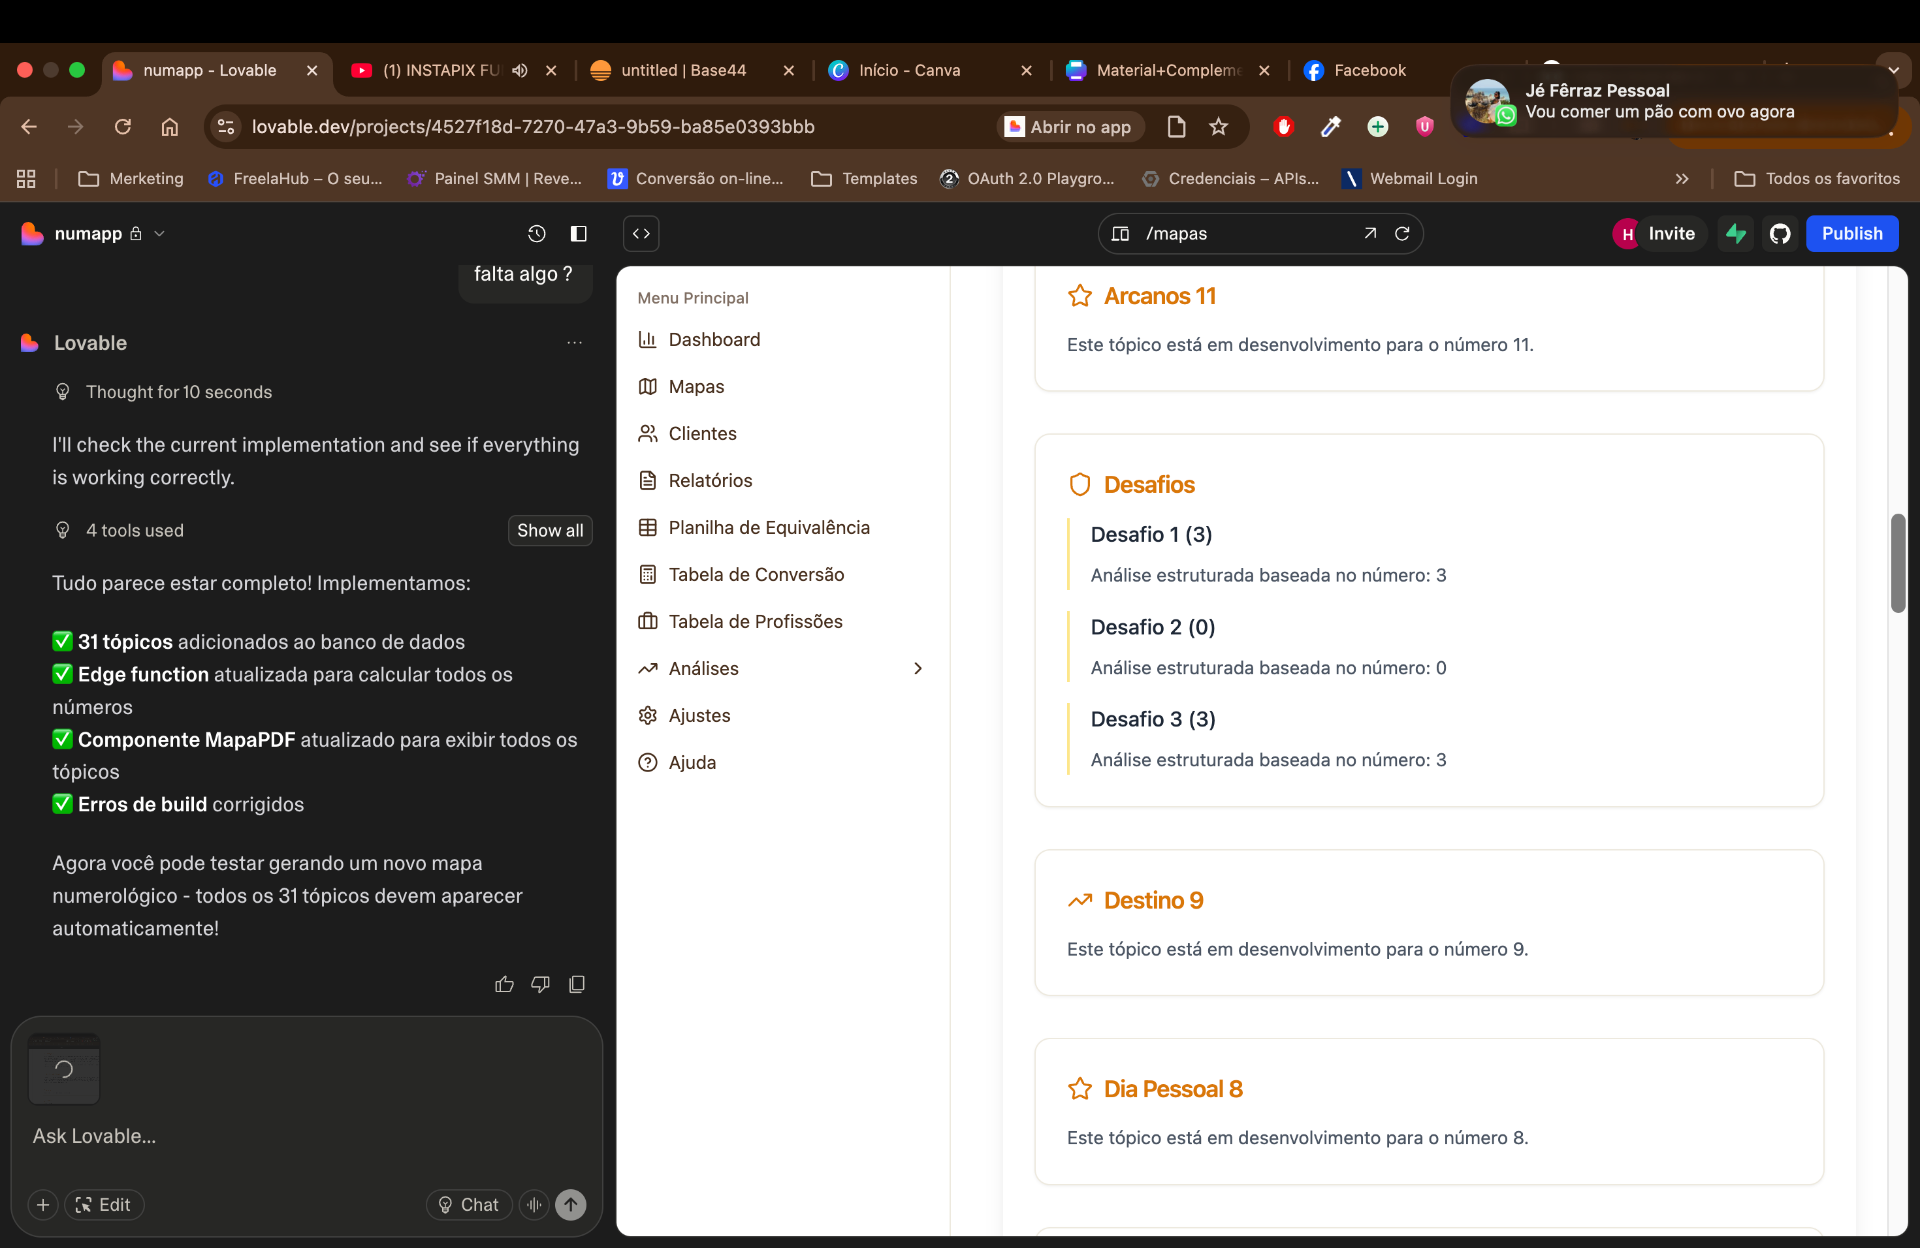 numapp - Lovable
(1) INSTAPIX FU
untitled | Base44
Início - Canva
Material+Complem
Facebook
lovable.dev/projects/4527f18d-7270-47a3-9b59-ba85e0393bbb
Abrir no app
Jé Fêrraz Pessoal
Vou comer um pão com ovo agora
Merketing
FreelaHub – O seu...
Painel SMM | Reve...
Conversão on-line...
Templates
OAuth 2.0 Playgro...
Credenciais – APIs...
Webmail Login
Todos os favoritos
numapp
/mapas
H
Invite
Publish
falta algo ?
Lovable
Thought for 10 seconds
I'll check the current implementation and see if everything
is working correctly.
4 tools used
Show all
Tudo parece estar completo! Implementamos:
✅ 31 tópicos adicionados ao banco de dados
✅ Edge function atualizada para calcular todos os
números
✅ Componente MapaPDF atualizado para exibir todos os
tópicos
✅ Erros de build corrigidos
Agora você pode testar gerando um novo mapa
numerológico - todos os 31 tópicos devem aparecer
automaticamente!
Ask Lovable...
Edit
Chat
Menu Principal
Dashboard
Mapas
Clientes
Relatórios
Planilha de Equivalência
Tabela de Conversão
Tabela de Profissões
Análises
Ajustes
Ajuda
Arcanos 11
Este tópico está em desenvolvimento para o número 11.
Desafios
Desafio 1 (3)
Análise estruturada baseada no número: 3
Desafio 2 (0)
Análise estruturada baseada no número: 0
Desafio 3 (3)
Análise estruturada baseada no número: 3
Destino 9
Este tópico está em desenvolvimento para o número 9.
Dia Pessoal 8
Este tópico está em desenvolvimento para o número 8.